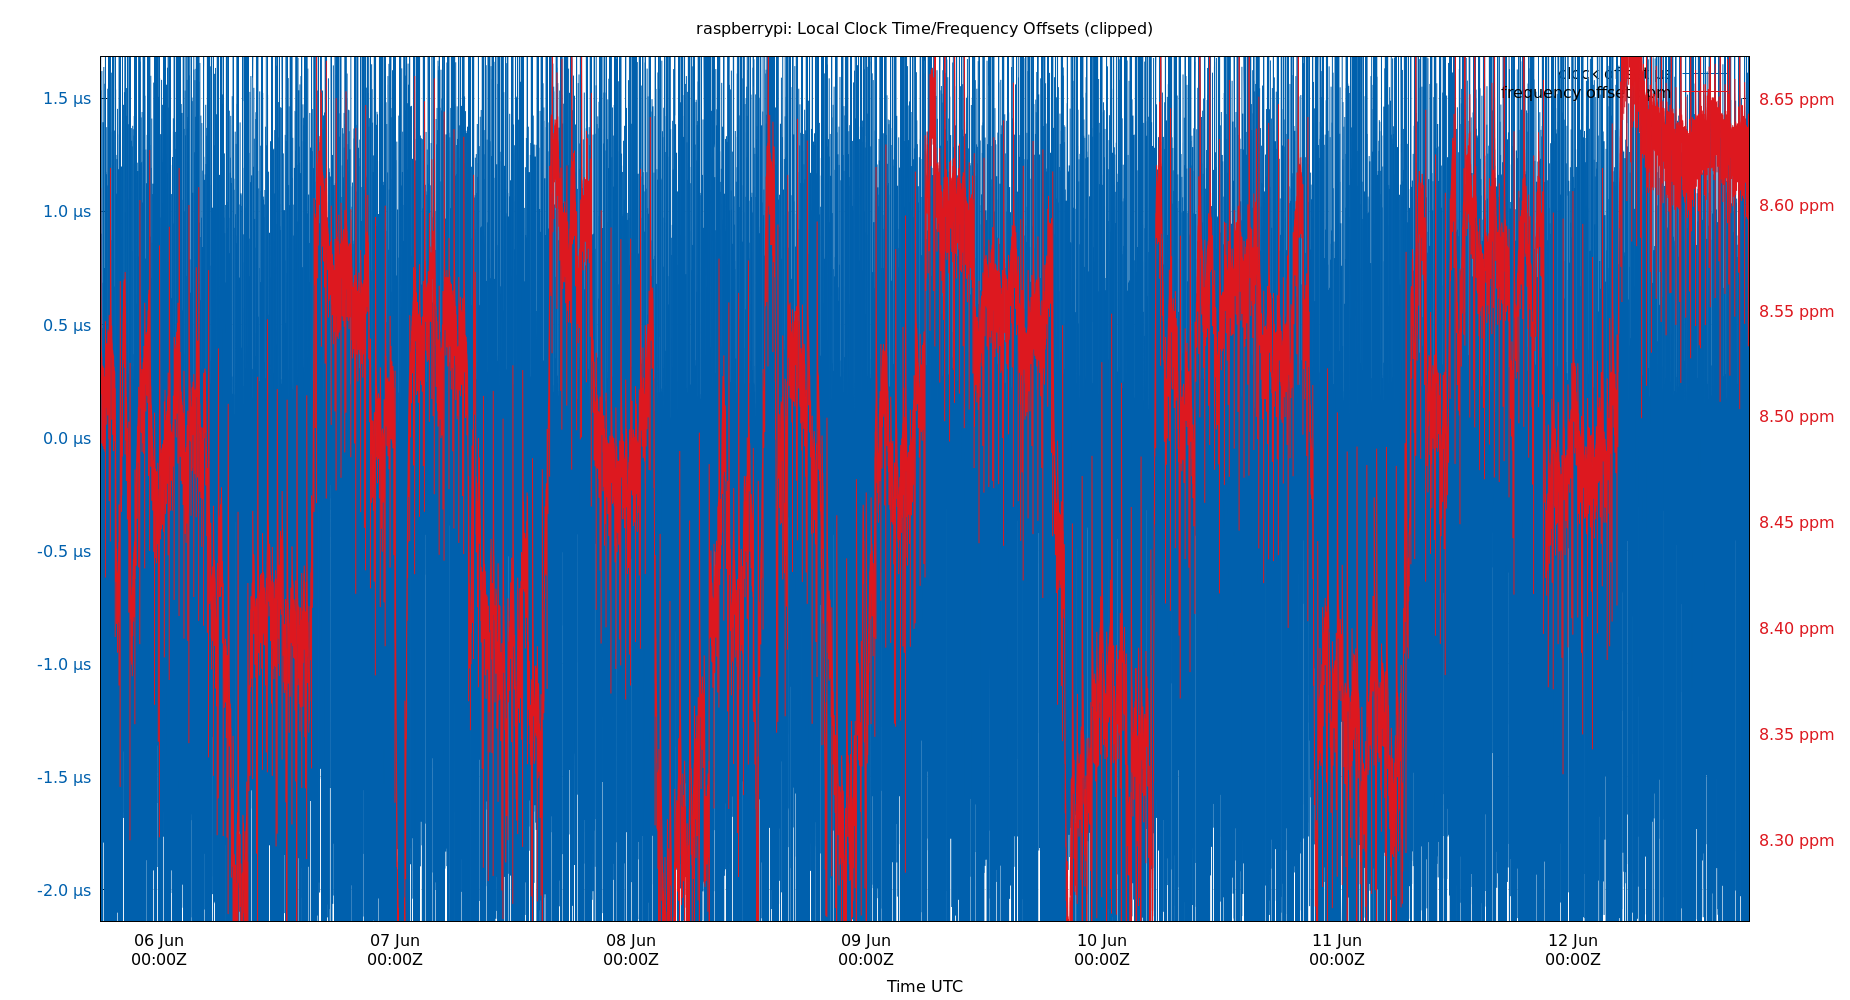 raspberrypi: Local Clock Time/Frequency Offsets (clipped)
clock
frequency offset ppm
1.5 µs
1.0 µs
0.5 µs
0.0 µs
-0.5 µs
-1.0 µs
-1.5 µs
-2.0 µs
8.65 ppm
8.60 ppm
8.55 ppm
8.50 ppm
8.45 ppm
8.40 ppm
8.35 ppm
8.30 ppm
06 Jun
00:00Z
07 Jun
00:00Z
08 Jun
00:00Z
09 Jun
00:00Z
10 Jun
00:00Z
11 Jun
00:00Z
12 Jun
00:00Z
Time UTC